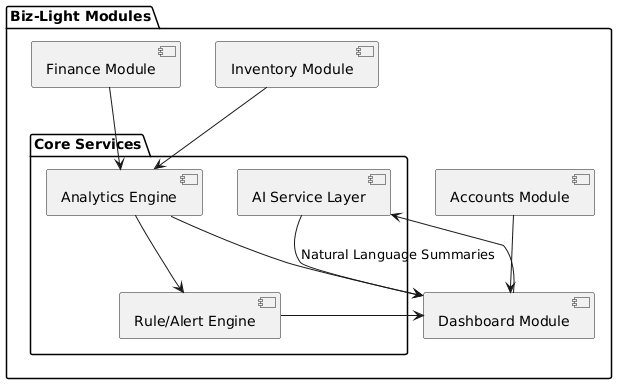 Biz-Light Modules
Finance Module
Inventory Module
Core Services
Analytics Engine
AI Service Layer
Accounts Module
Natural Language Summaries
Rule/Alert Engine
Dashboard Module